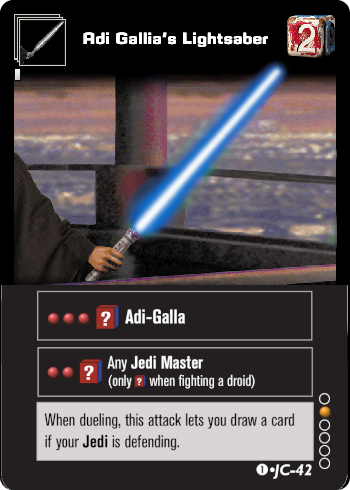 Adi Gallia's Lightsaber
2
? Adi-Galla
? Any Jedi Master
(only ? when fighting a droid)
When dueling, this attack lets you draw a card
if your Jedi is defending.
1•JC-42